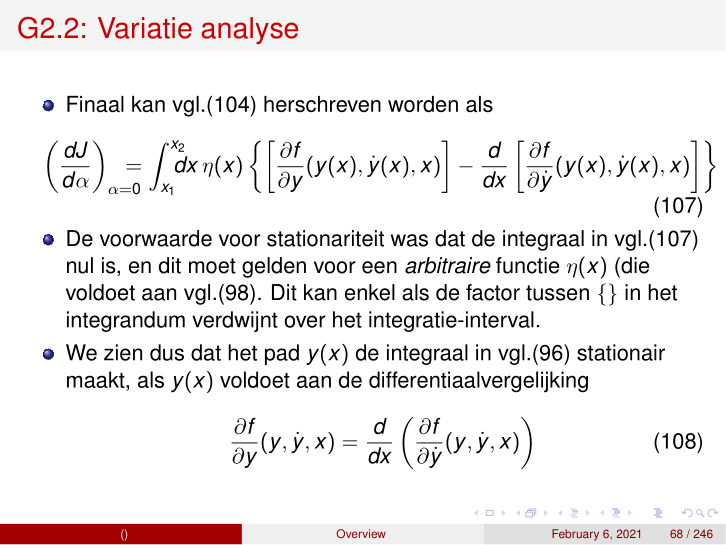 G2.2: Variatie analyse
Finaal kan vgl.(104) herschreven worden als
$\left(\frac{dJ}{d\alpha}\right)_{\alpha=0} = \int_{x_1}^{x_2} dx\, \eta(x) \left\{ \left[ \frac{\partial f}{\partial y}(y(x), \dot{y}(x), x) \right] - \frac{d}{dx} \left[ \frac{\partial f}{\partial \dot{y}}(y(x), \dot{y}(x), x) \right] \right\}$
(107)
De voorwaarde voor stationariteit was dat de integraal in vgl.(107)
nul is, en dit moet gelden voor een arbitraire functie η(x) (die
voldoet aan vgl.(98). Dit kan enkel als de factor tussen {} in het
integrandum verdwijnt over het integratie-interval.
We zien dus dat het pad y(x) de integraal in vgl.(96) stationair
maakt, als y(x) voldoet aan de differentiaalvergelijking
$\frac{\partial f}{\partial y}(y, \dot{y}, x) = \frac{d}{dx} \left( \frac{\partial f}{\partial \dot{y}}(y, \dot{y}, x) \right)$ (108)
() Overview February 6, 2021 68 / 246